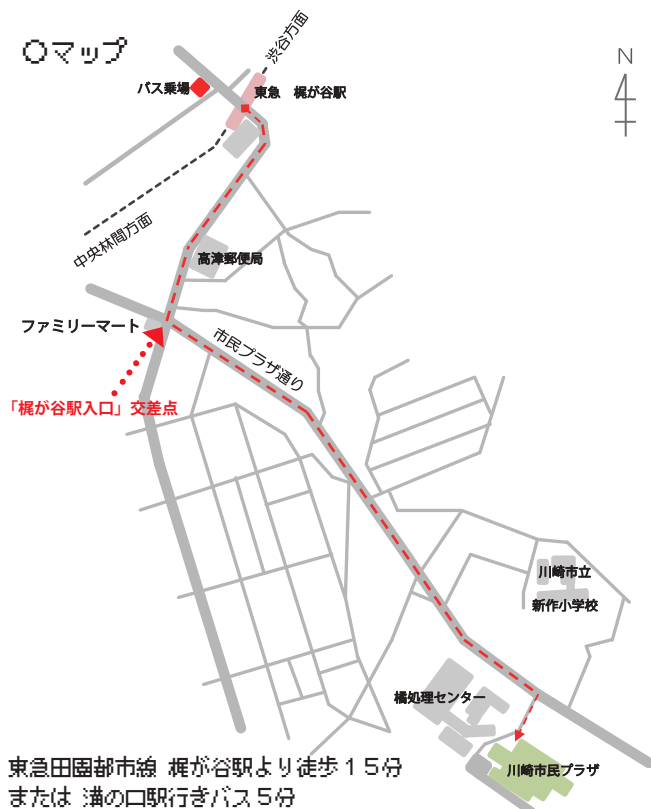 〇マップ
渋谷方面
N
バス乗場
東急　梶が谷駅
中央林間方面
高津郵便局
ファミリーマート
市民プラザ通り
「梶が谷駅入口」交差点
川崎市立
新作小学校
橘処理センター
川崎市民プラザ
東急田園都市線 梶が谷駅より徒歩１５分
または 溝の口駅行きバス５分